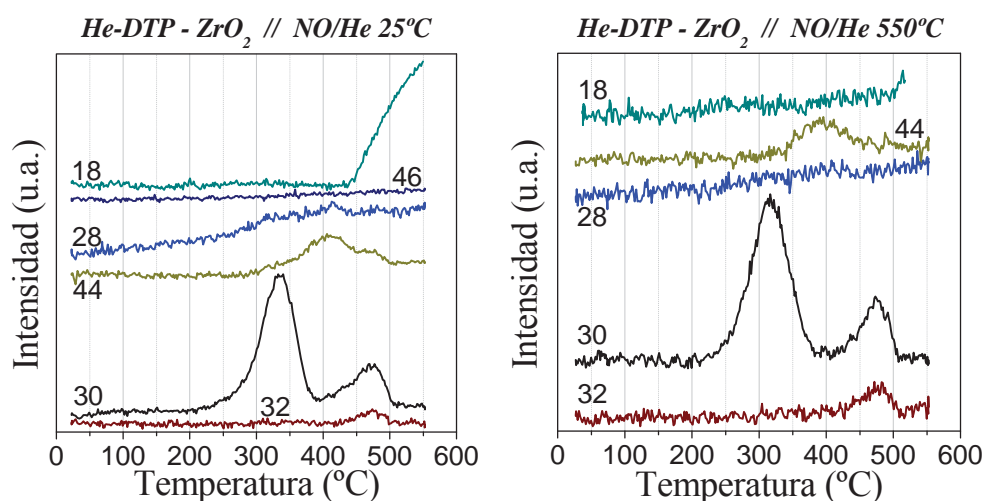 He-DTP - ZrO₂ // NO/He 25ºC
Intensidad (u.a.)
18
46
28
44
30
32
0 100 200 300 400 500 600
Temperatura (ºC)
He-DTP - ZrO₂ // NO/He 550ºC
Intensidad (u.a.)
18
44
28
30
32
0 100 200 300 400 500 600
Temperatura (ºC)